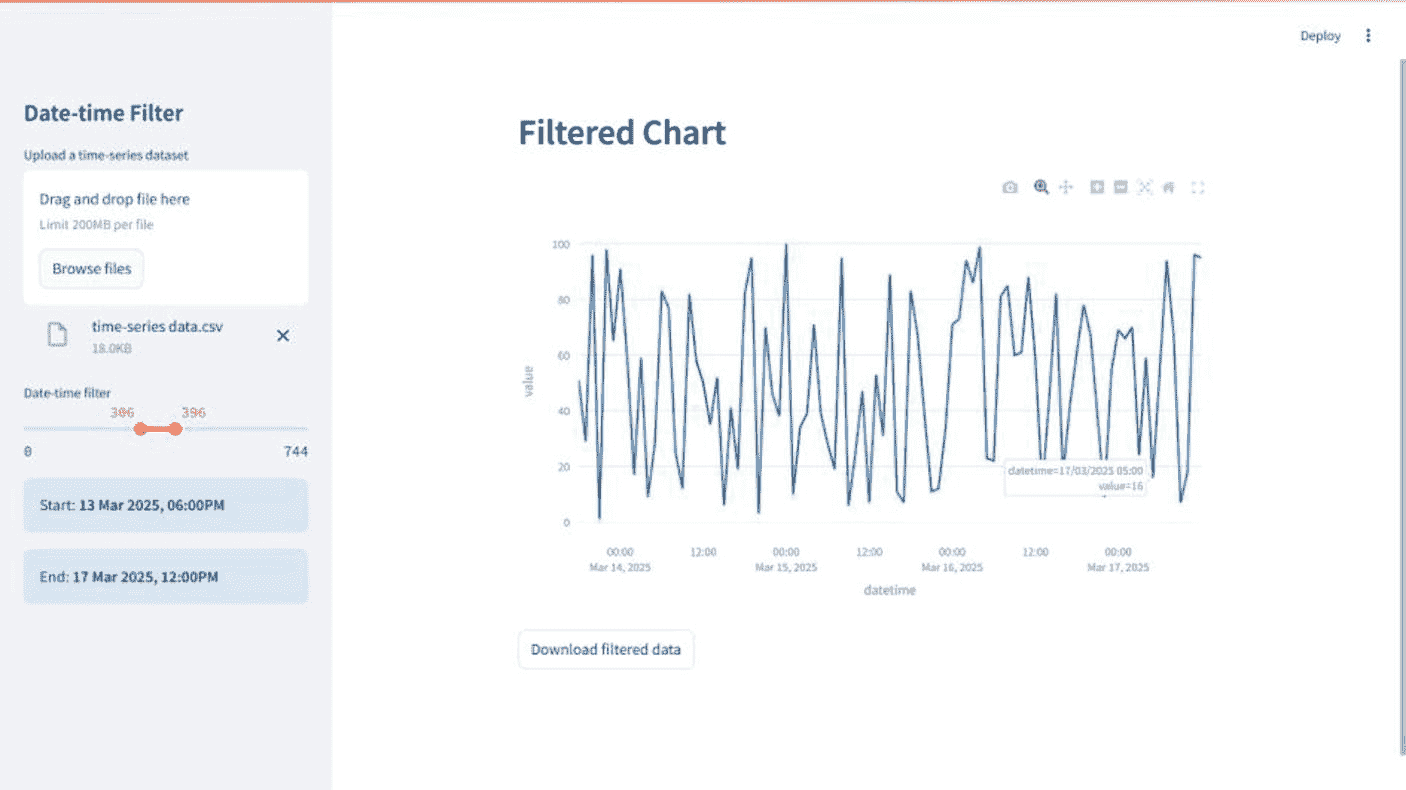 Deploy
Date-time Filter
Upload a time-series dataset
Drag and drop file here
Limit 200MB per file
Browse files
time-series data.csv
18.0KB
Date-time filter
306 396
0 744
Start: 13 Mar 2025, 06:00PM
End: 17 Mar 2025, 12:00PM
Filtered Chart
value
100
80
60
40
20
0
datetime=17/03/2025 05:00
value=16
00:00 12:00 00:00 12:00 00:00 12:00 00:00
Mar 14, 2025 Mar 15, 2025 Mar 16, 2025 Mar 17, 2025
datetime
Download filtered data